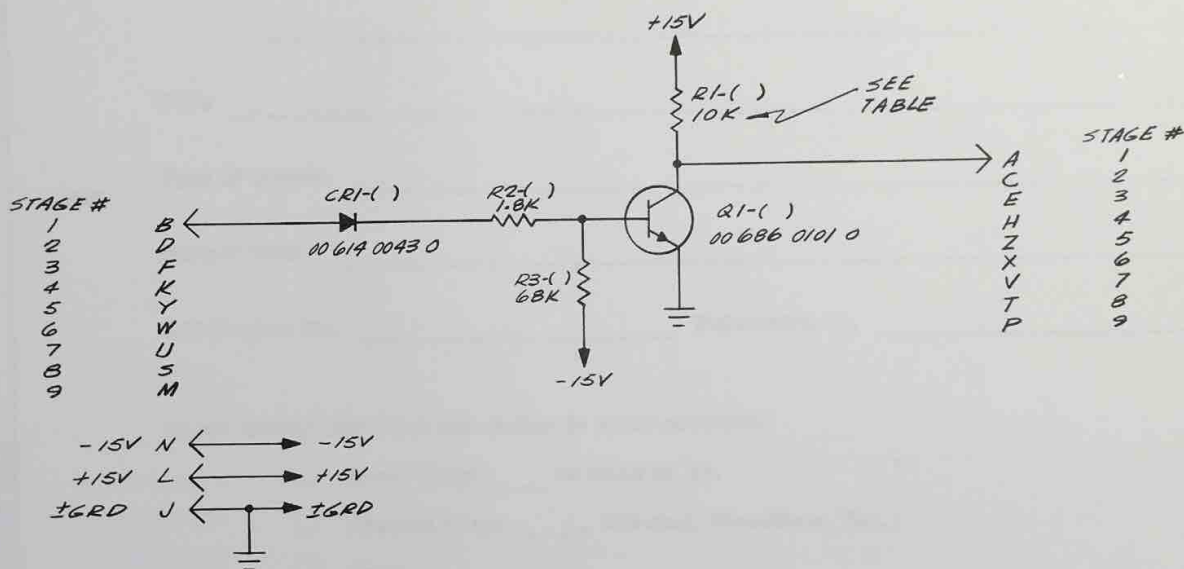 +15V
R1-( )
10K
SEE
TABLE
STAGE #
A 1
C 2
E 3
H 4
Z 5
X 6
V 7
T 8
P 9
STAGE #
1 B
2 D
3 F
4 K
5 Y
6 W
7 U
8 S
9 M
CR1-( )
00 614 0043 0
R2-( )
1.8K
Q1-( )
00 686 0101 0
R3-( )
68K
-15V
-15V N -15V
+15V L +15V
±GRD J ±GRD